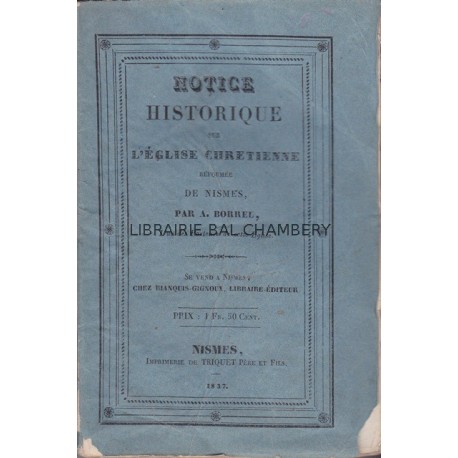 NOTICE
HISTORIQUE
SUR
L'ÉGLISE CHRETIENNE
RÉFORMÉE
DE NISMES,
PAR A. BORREL,
LIBRAIRIE BAL CHAMBERY
SE VEND A NISMES,
CHEZ BIANQUIS-GIGNOUX, LIBRAIRE-ÉDITEUR
PRIX : 1 FR. 50 CENT.
NISMES,
IMPRIMERIE DE TRIQUET PÈRE ET FILS.
1837.